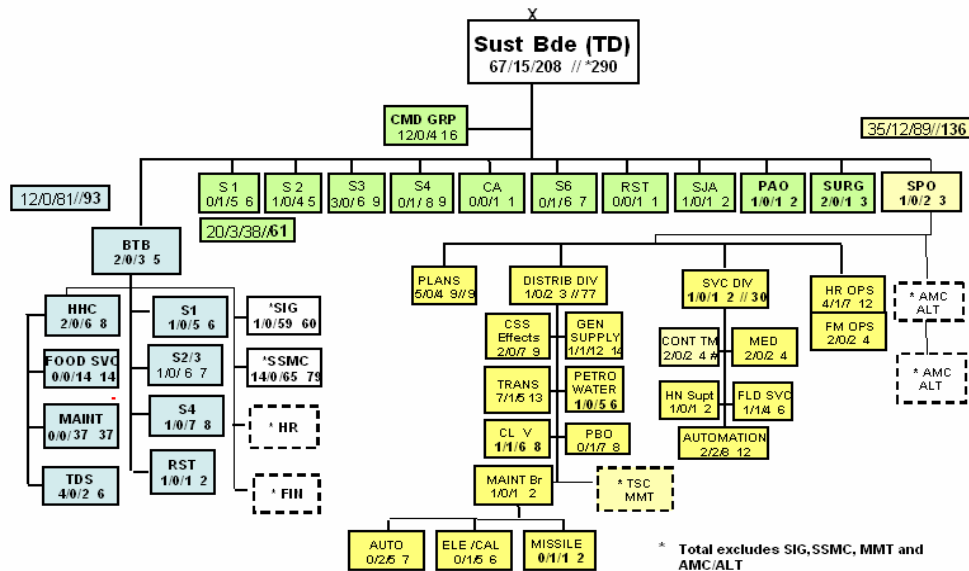 X
Sust Bde (TD)
67/15/208 // *290
CMD GRP
12/0/4 16
35/12/89//136
12/0/81//93
S 1
0/1/5 6
S 2
1/0/4 5
S3
3/0/ 6 9
S4
0/1/ 8 9
CA
0/0/1 1
S6
0/1/6 7
RST
0/0/1 1
SJA
1/0/1 2
PAO
1/0/1 2
SURG
2/0/1 3
SPO
1/0/2 3
20/3/38//61
BTB
2/0/3 5
HHC
2/0/6 8
FOOD SVC
0/0/14 14
MAINT
0/0/37 37
TDS
4/0/2 6
S1
1/0/5 6
S2/3
1/0/ 6 7
S4
1/0/7 8
RST
1/0/1 2
*SIG
1/0/59 60
*SSMC
14/0/65 79
* HR
* FIN
PLANS
5/0/4 9//9
DISTRIB DIV
1/0/2 3 //77
CSS
Effects
2/0/7 9
GEN
SUPPLY
1/1/12 14
TRANS
7/1/5 13
PETRO
WATER
1/0/5 6
CL V
1/1/6 8
PBO
0/1/7 8
MAINT Br
1/0/1 2
* TSC
MMT
AUTO
0/2/5 7
ELE /CAL
0/1/5 6
MISSILE
0/1/1 2
SVC DIV
1/0/1 2 // 30
CONT TM
2/0/2 4 #
MED
2/0/2 4
HN Supt
1/0/1 2
FLD SVC
1/1/4 6
AUTOMATION
2/2/8 12
HR OPS
4/1/7 12
FM OPS
2/0/2 4
* AMC
ALT
* AMC
ALT
* Total excludes SIG,SSMC, MMT and
AMC/ALT